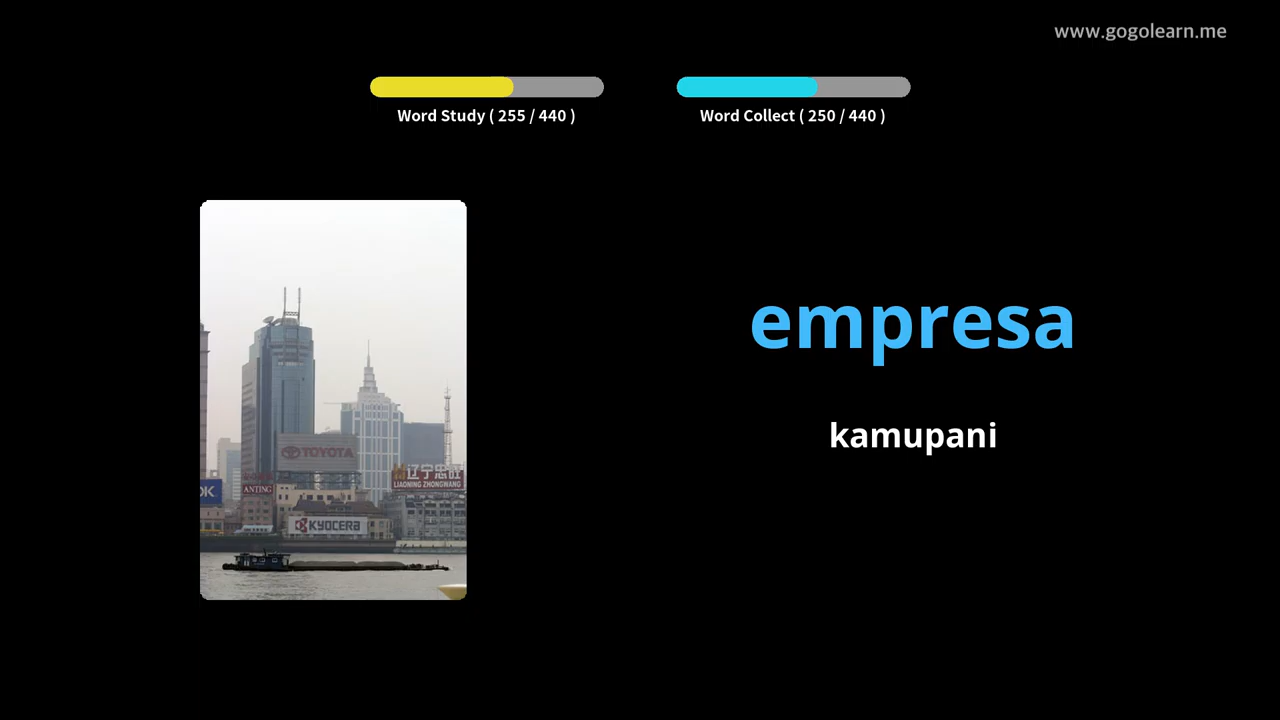 www.gogolearn.me
Word Study ( 255 / 440 )
Word Collect ( 250 / 440 )
empresa
kamupani
TOYOTA
辽宁忠旺
LIAONING ZHONGWANG
OK
ANTING
KYOCERA